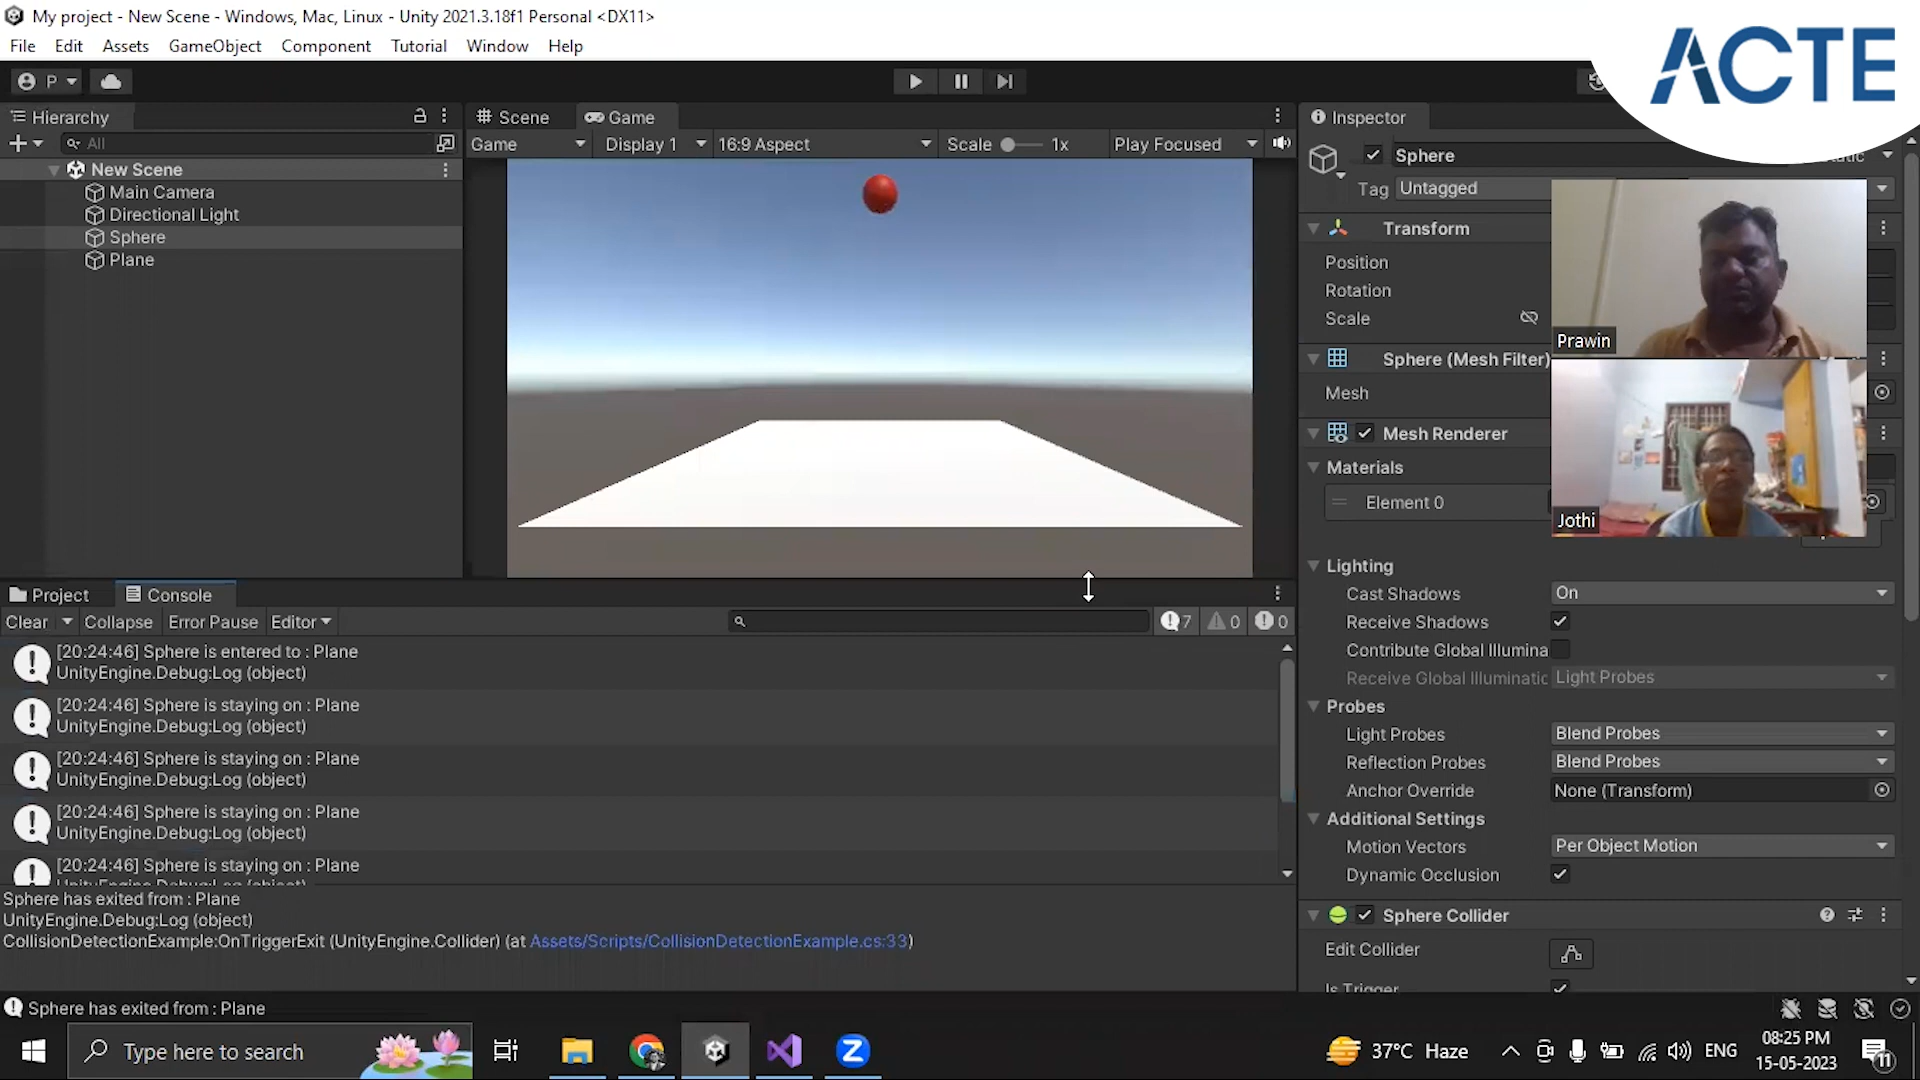 My project - New Scene - Windows, Mac, Linux - Unity 2021.3.18f1 Personal <DX11>
ACTE
File Edit Assets GameObject Component Tutorial Window Help
P
Hierarchy
Scene Game
Inspector
All
Game Display 1 16:9 Aspect Scale 1x Play Focused
New Scene
Main Camera
Directional Light
Sphere
Plane
Sphere
Tag Untagged
Transform
Position
Rotation
Scale
Prawin
Sphere (Mesh Filter)
Mesh
Mesh Renderer
Materials
Element 0
Jothi
Lighting
Cast Shadows On
Receive Shadows
Contribute Global Illumina
Receive Global Illuminatic Light Probes
Probes
Light Probes Blend Probes
Reflection Probes Blend Probes
Anchor Override None (Transform)
Additional Settings
Motion Vectors Per Object Motion
Dynamic Occlusion
Sphere Collider
Edit Collider
Is Trigger
Project Console
Clear Collapse Error Pause Editor 7 0 0
[20:24:46] Sphere is entered to : Plane
UnityEngine.Debug:Log (object)
[20:24:46] Sphere is staying on : Plane
UnityEngine.Debug:Log (object)
[20:24:46] Sphere is staying on : Plane
UnityEngine.Debug:Log (object)
[20:24:46] Sphere is staying on : Plane
UnityEngine.Debug:Log (object)
[20:24:46] Sphere is staying on : Plane
UnityEngine.Debug:Log (object)
Sphere has exited from : Plane
UnityEngine.Debug:Log (object)
CollisionDetectionExample:OnTriggerExit (UnityEngine.Collider) (at Assets/Scripts/CollisionDetectionExample.cs:33)
Sphere has exited from : Plane
Type here to search
Z
37°C Haze
ENG
08:25 PM
15-05-2023
11